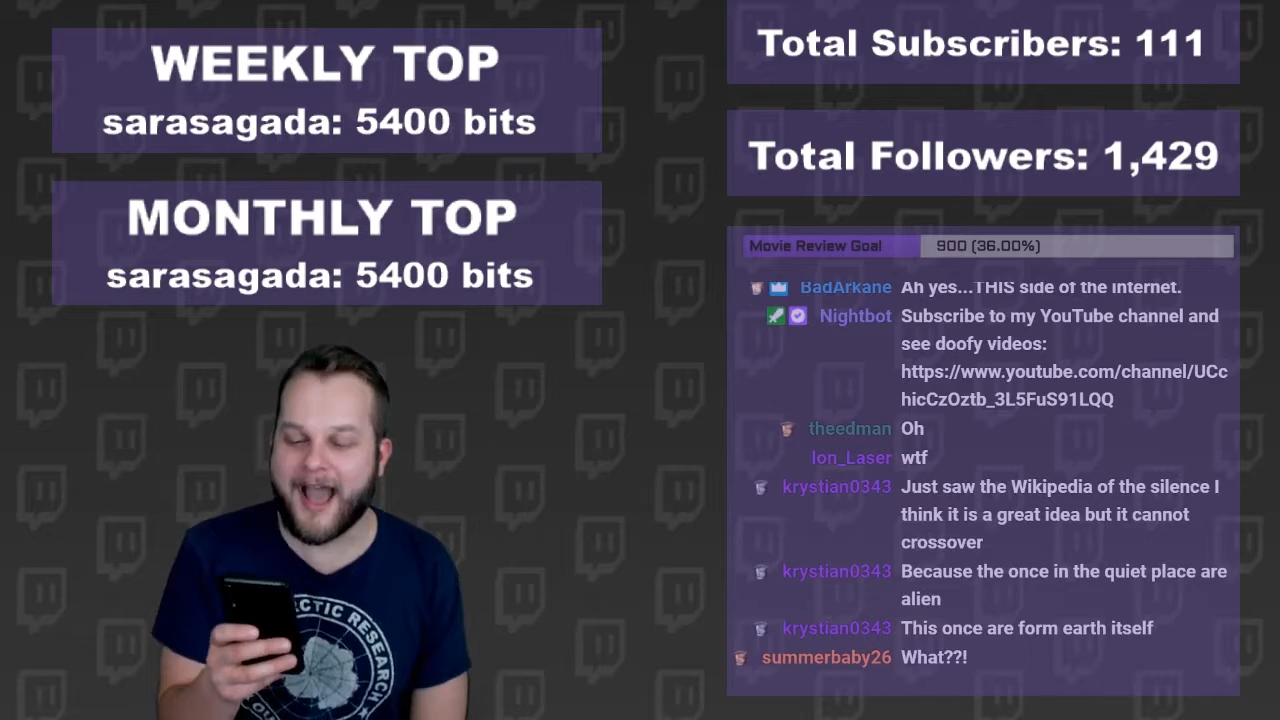 WEEKLY TOP
sarasagada: 5400 bits
MONTHLY TOP
sarasagada: 5400 bits
Total Subscribers: 111
Total Followers: 1,429
Movie Review Goal 900 (36.00%)
BadArkane Ah yes...THIS side of the internet.
Nightbot Subscribe to my YouTube channel and
see doofy videos:
https://www.youtube.com/channel/UCc
hicCzOztb_3L5FuS91LQQ
theedman Oh
Ion_Laser wtf
krystian0343 Just saw the Wikipedia of the silence I
think it is a great idea but it cannot
crossover
krystian0343 Because the once in the quiet place are
alien
krystian0343 This once are form earth itself
summerbaby26 What??!
RESEARCH